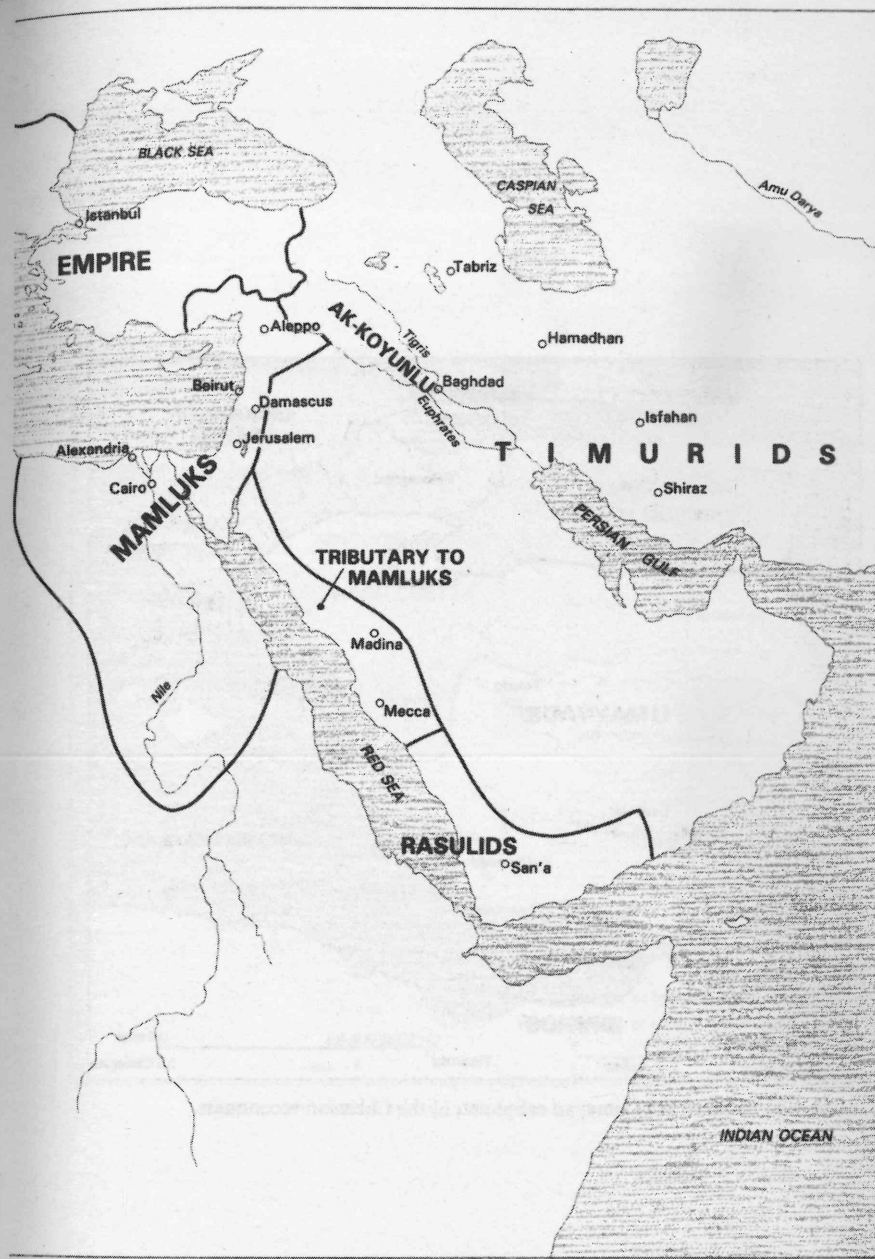 BLACK SEA
CASPIAN
SEA
Amu Darya
Istanbul
EMPIRE
Tabriz
Aleppo
AK-KOYUNLU
Tigris
Hamadhan
Beirut
Baghdad
Damascus
Euphrates
Isfahan
Jerusalem
Alexandria
TIMURIDS
Cairo
MAMLUKS
Shiraz
PERSIAN
GULF
TRIBUTARY TO
MAMLUKS
Madina
Nile
Mecca
RED SEA
RASULIDS
San'a
INDIAN OCEAN